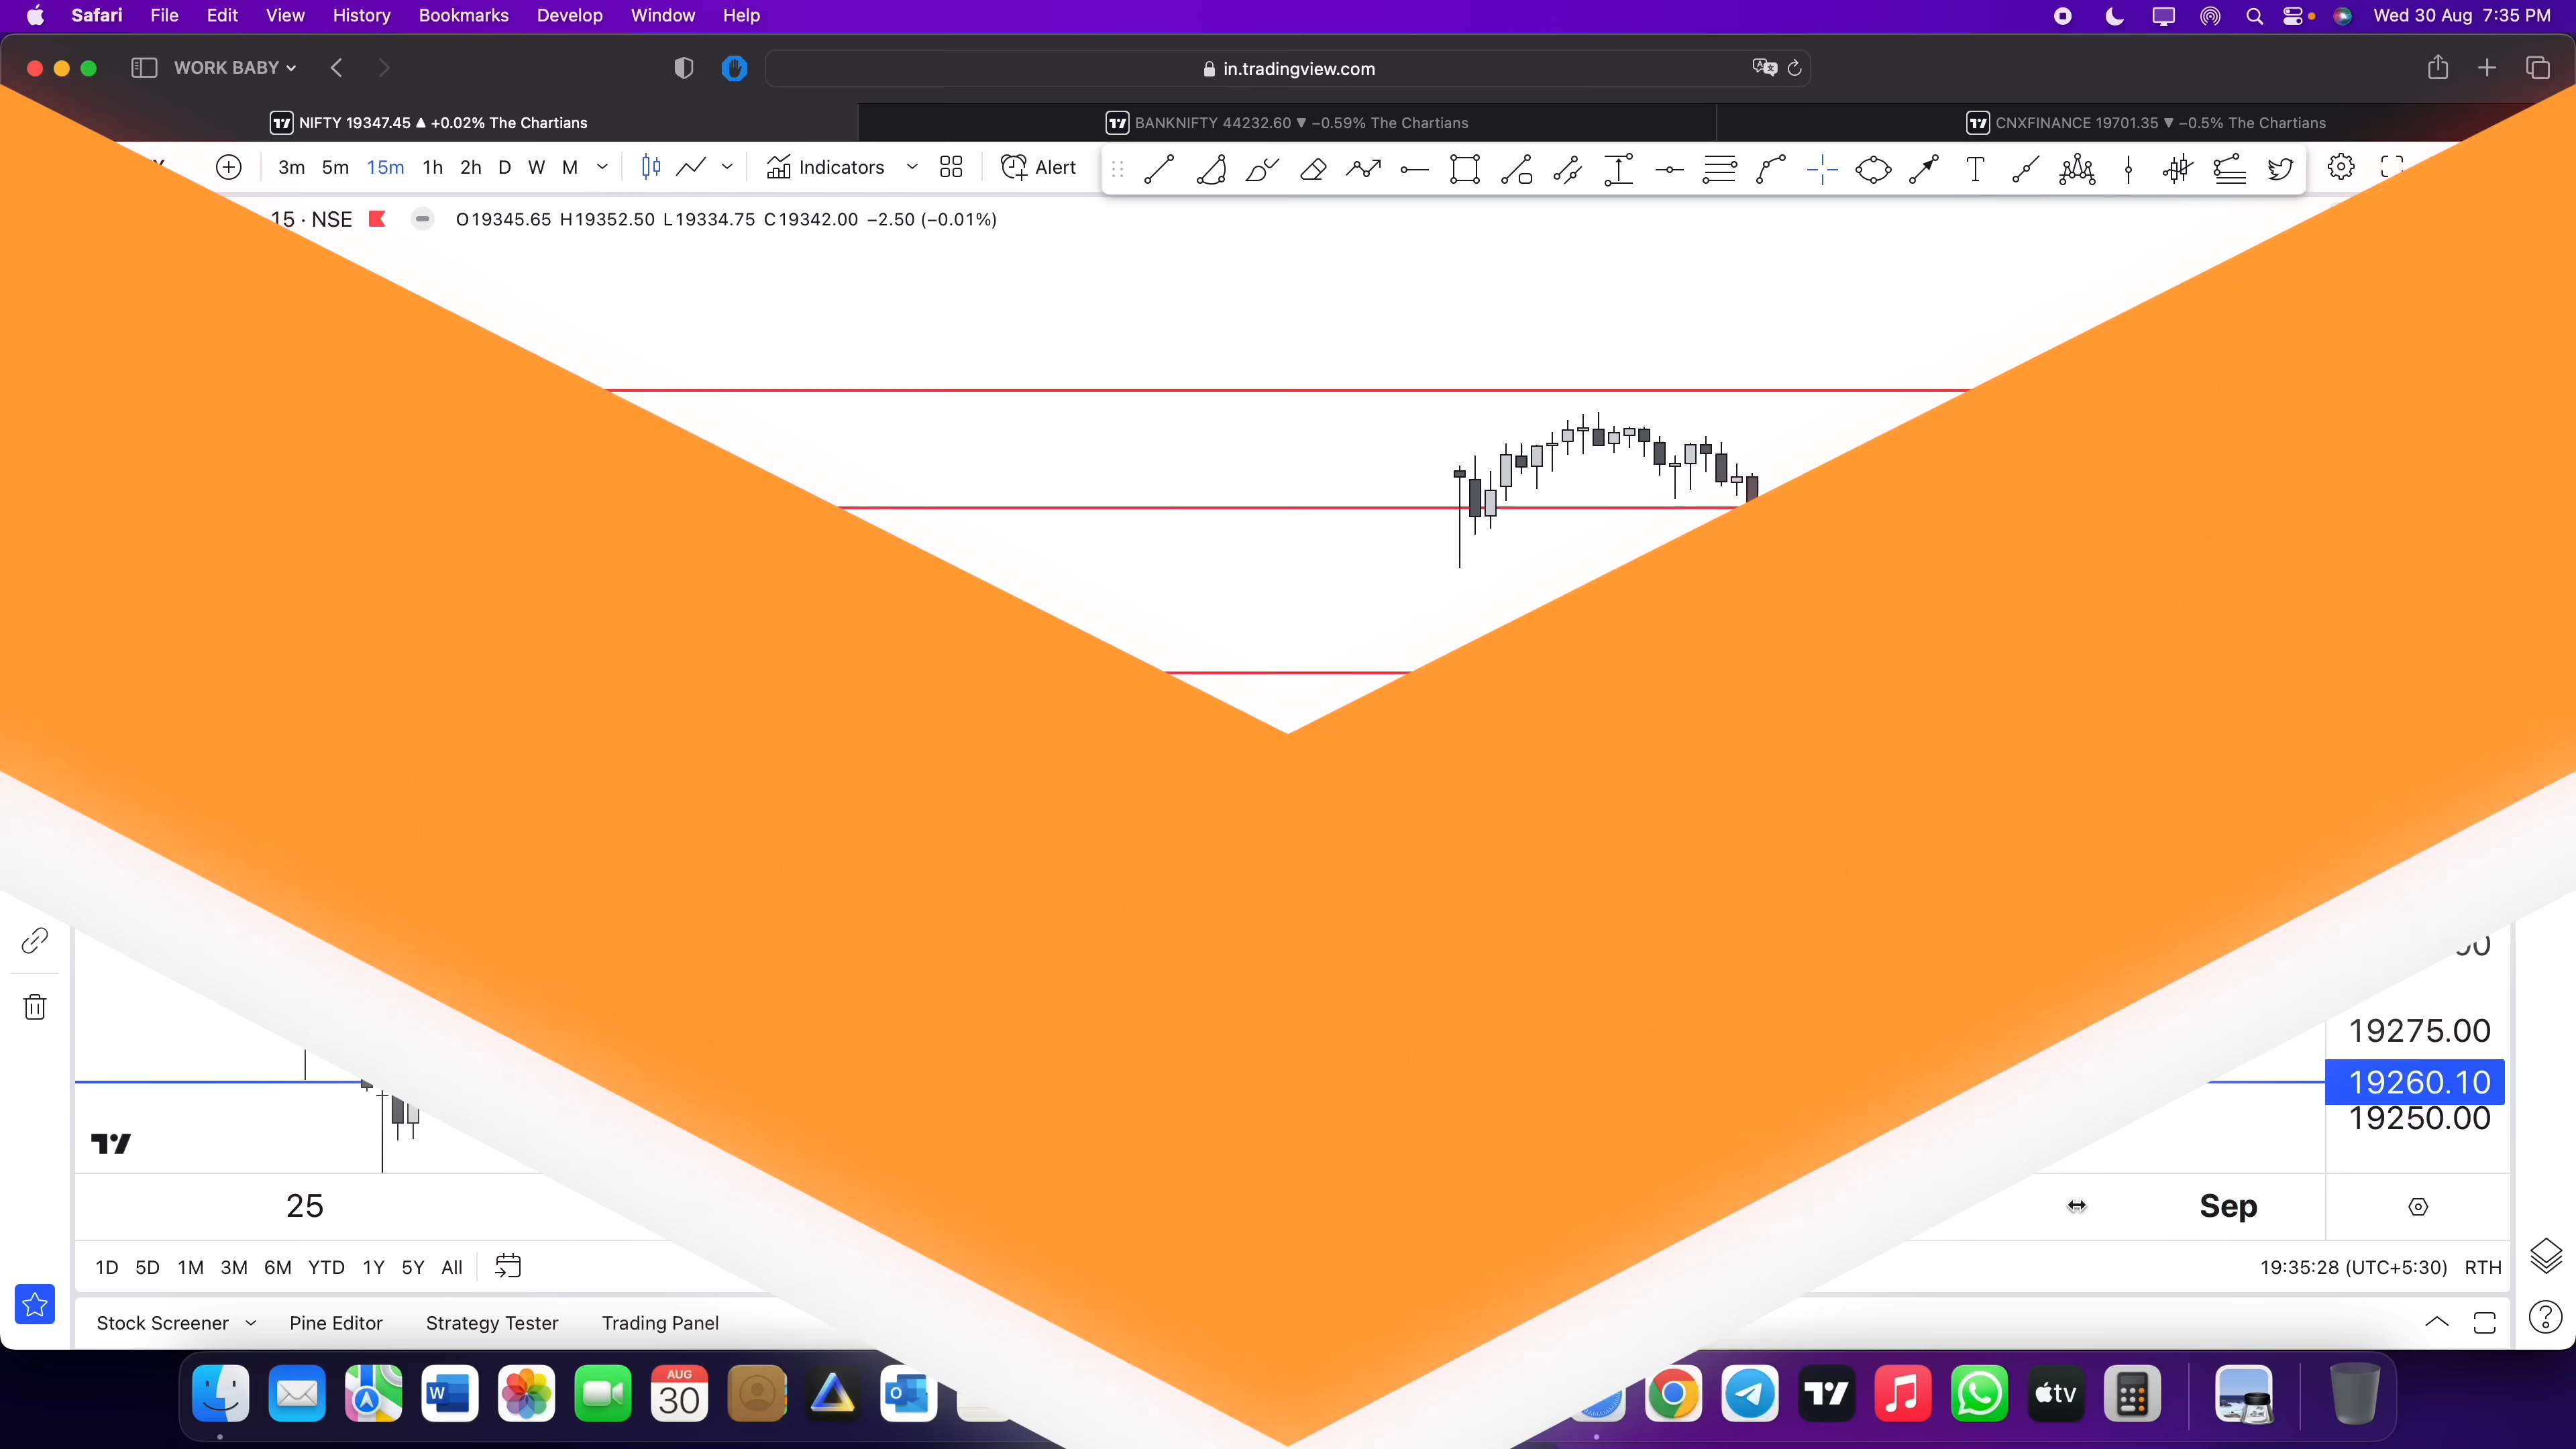 Safari File Edit View History Bookmarks Develop Window Help Wed 30 Aug 7:35 PM
WORK BABY in.tradingview.com
NIFTY 19347.45 ▲ +0.02% The Chartians BANKNIFTY 44232.60 ▼ −0.59% The Chartians CNXFINANCE 19701.35 ▼ −0.5% The Chartians
3m 5m 15m 1h 2h D W M Indicators Alert
15 · NSE O19345.65 H19352.50 L19334.75 C19342.00 −2.50 (−0.01%)
19275.00
19260.10
19250.00
25 Sep
1D 5D 1M 3M 6M YTD 1Y 5Y All 19:35:28 (UTC+5:30) RTH
Stock Screener Pine Editor Strategy Tester Trading Panel
AUG
30
tv